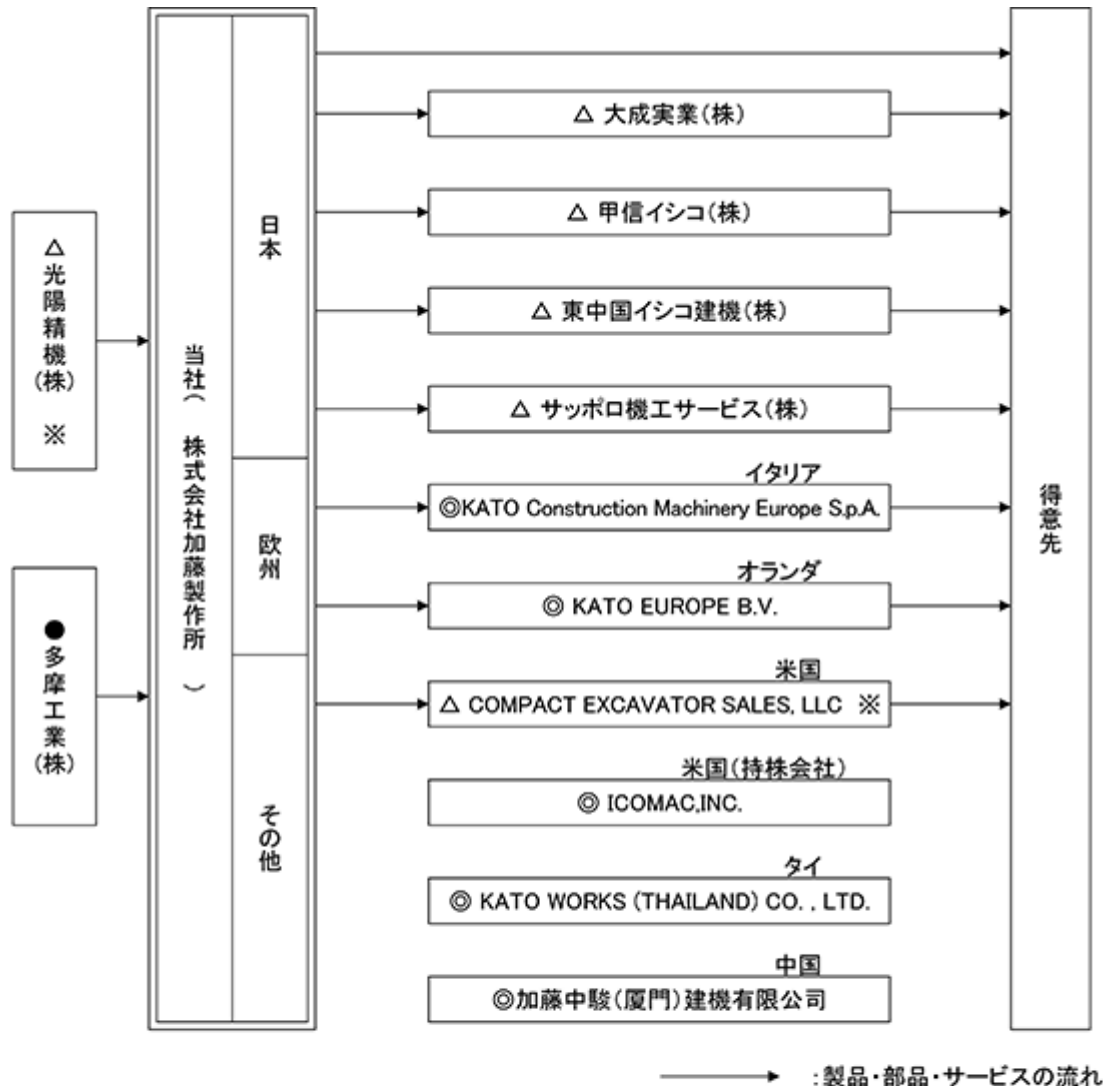 △光陽精機(株) ※
●多摩工業(株)
当社( 株式会社加藤製作所 )
日本
欧州
その他
△ 大成実業(株)
△ 甲信イシコ(株)
△ 東中国イシコ建機(株)
△ サッポロ機工サービス(株)
イタリア
◎KATO Construction Machinery Europe S.p.A.
オランダ
◎ KATO EUROPE B.V.
米国
△ COMPACT EXCAVATOR SALES, LLC ※
米国(持株会社)
◎ ICOMAC,INC.
タイ
◎ KATO WORKS (THAILAND) CO. , LTD.
中国
◎加藤中駿(厦門)建機有限公司
得意先
:製品・部品・サービスの流れ